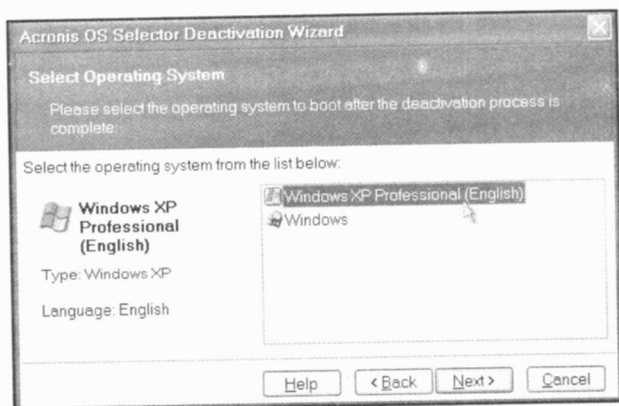 Acronis OS Selector Deactivation Wizard
Select Operating System
Please select the operating system to boot after the deactivation process is
complete:
Select the operating system from the list below:
Windows XP
Professional
(English)
Type: Windows XP
Language: English
Windows XP Professional (English)
Windows
Help
< Back
Next >
Cancel